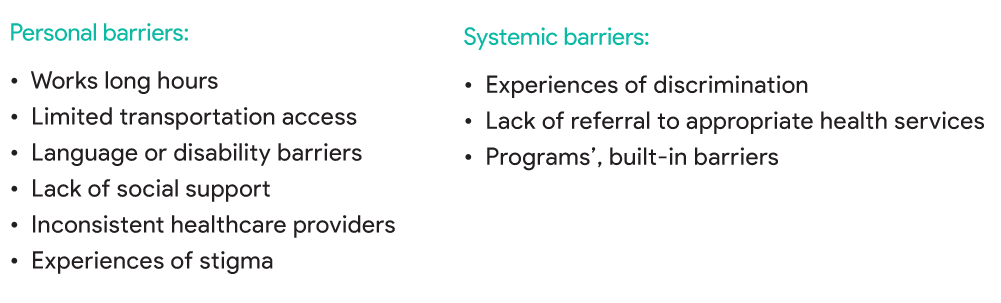 Personal barriers:
• Works long hours
• Limited transportation access
• Language or disability barriers
• Lack of social support
• Inconsistent healthcare providers
• Experiences of stigma
Systemic barriers:
• Experiences of discrimination
• Lack of referral to appropriate health services
• Programs’, built-in barriers